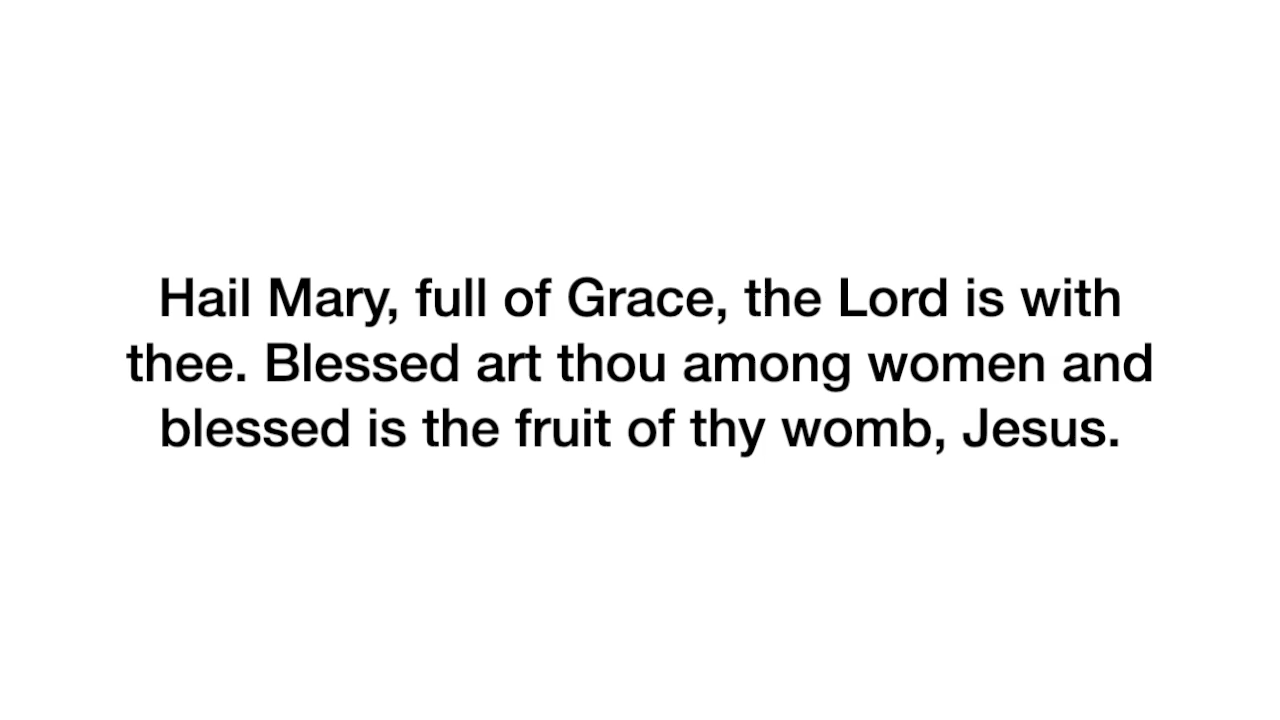 Hail Mary, full of Grace, the Lord is with
thee. Blessed art thou among women and
blessed is the fruit of thy womb, Jesus.